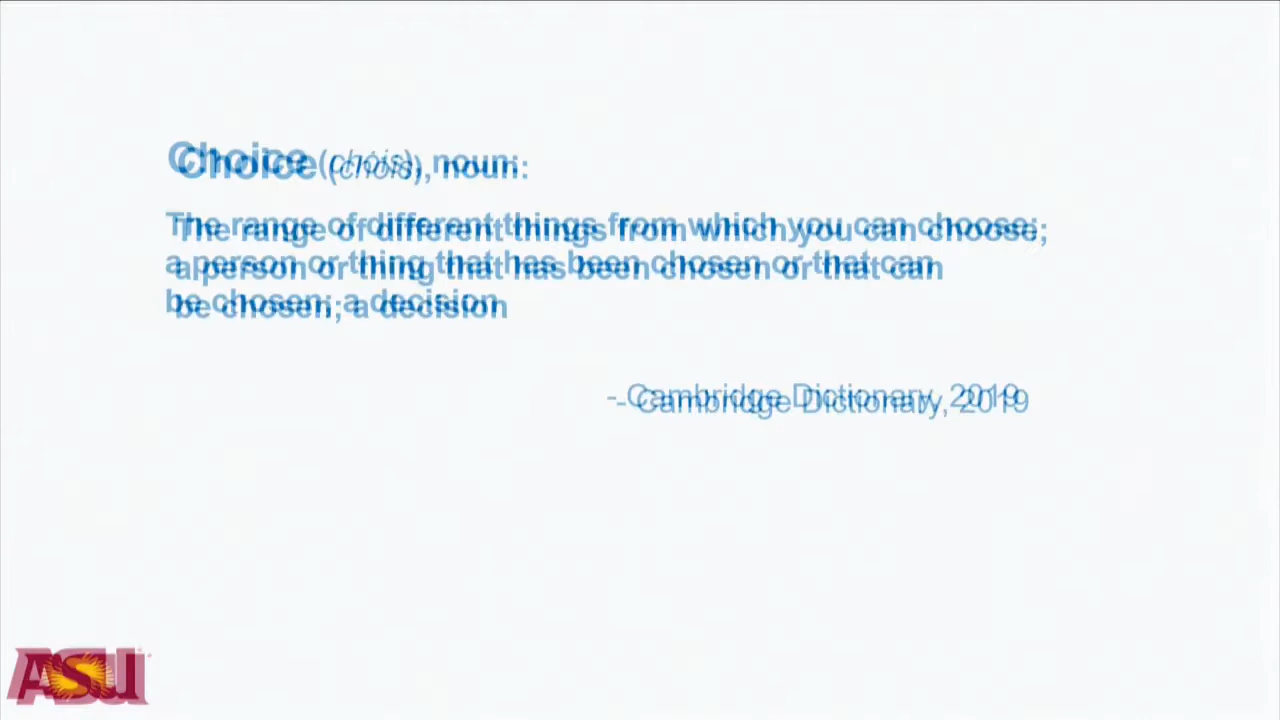 Choice (chois), noun:
The range of different things from which you can choose;
a person or thing that has been chosen or that can
be chosen; a decision
- Cambridge Dictionary, 2019
ASU